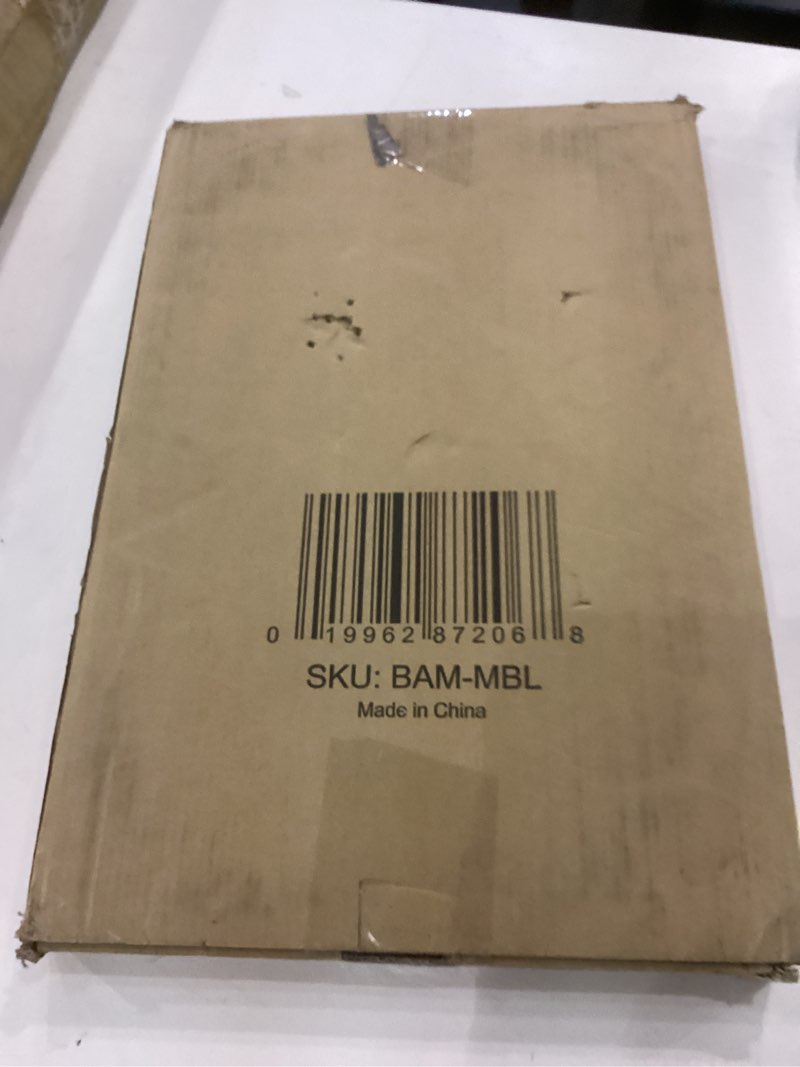 0 19962 87206 8
SKU: BAM-MBL
Made in China